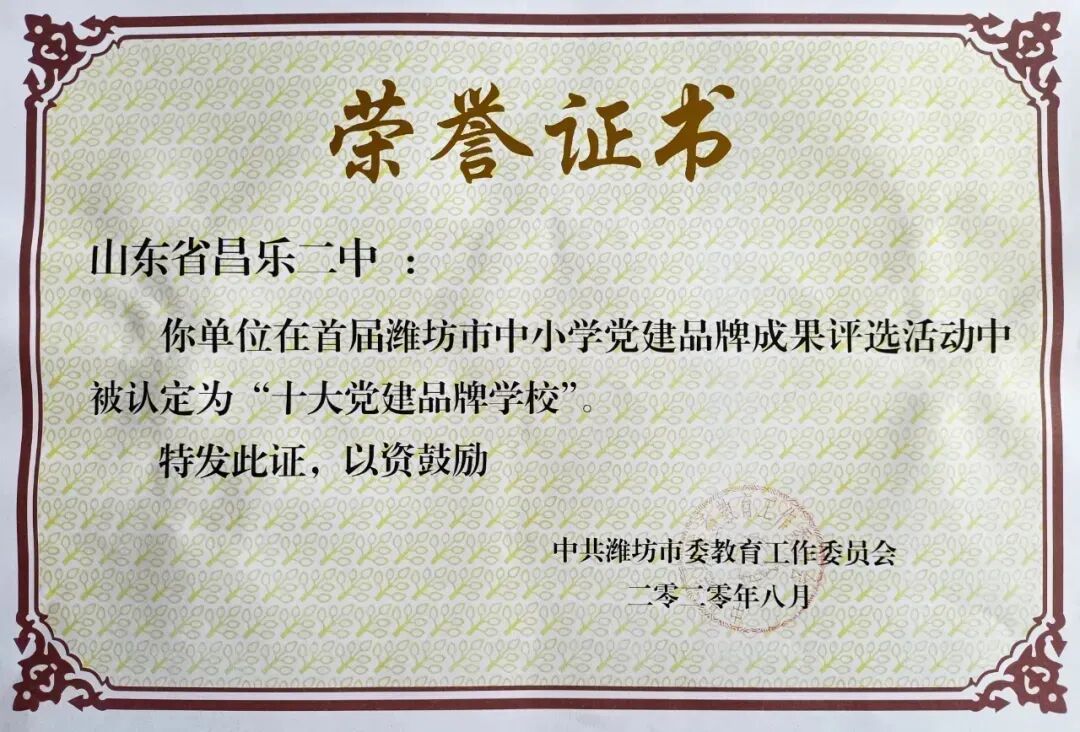 荣誉证书
山东省昌乐二中：
你单位在首届潍坊市中小学党建品牌成果评选活动中
被认定为“十大党建品牌学校”。
特发此证，以资鼓励
中共潍坊市委教育工作委员会
二零二零年八月